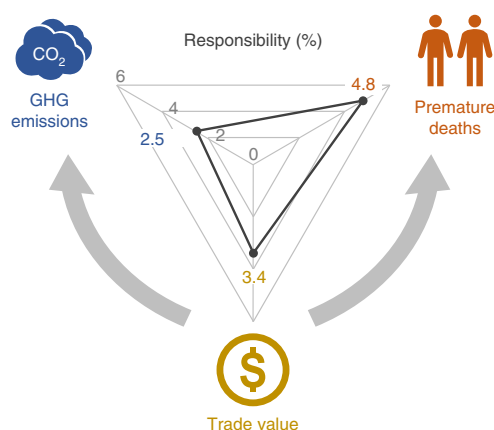 Responsibility (%)
CO2
GHG
emissions
6
4
2
0
2.5
4.8
Premature
deaths
3.4
$
Trade value